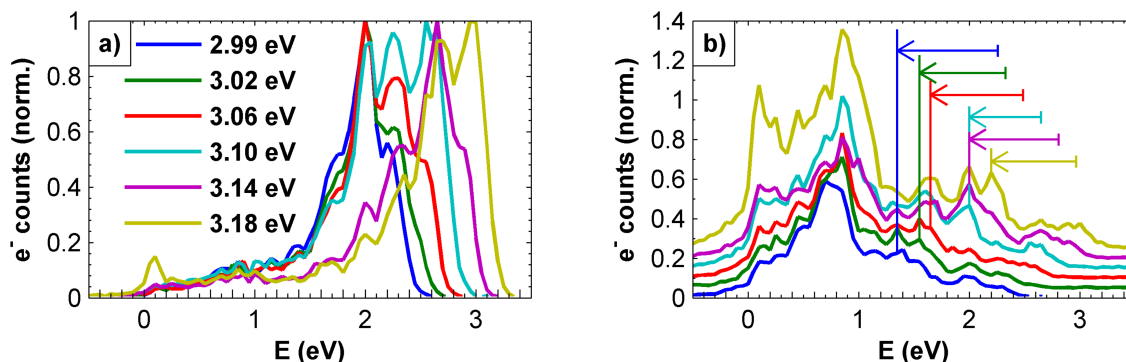 a)
2.99 eV
3.02 eV
3.06 eV
3.10 eV
3.14 eV
3.18 eV
1
0.8
0.6
0.4
0.2
0
0 1 2 3
E (eV)
e⁻ counts (norm.)
b)
1.4
1.2
1
0.8
0.6
0.4
0.2
0
0 1 2 3
E (eV)
e⁻ counts (norm.)